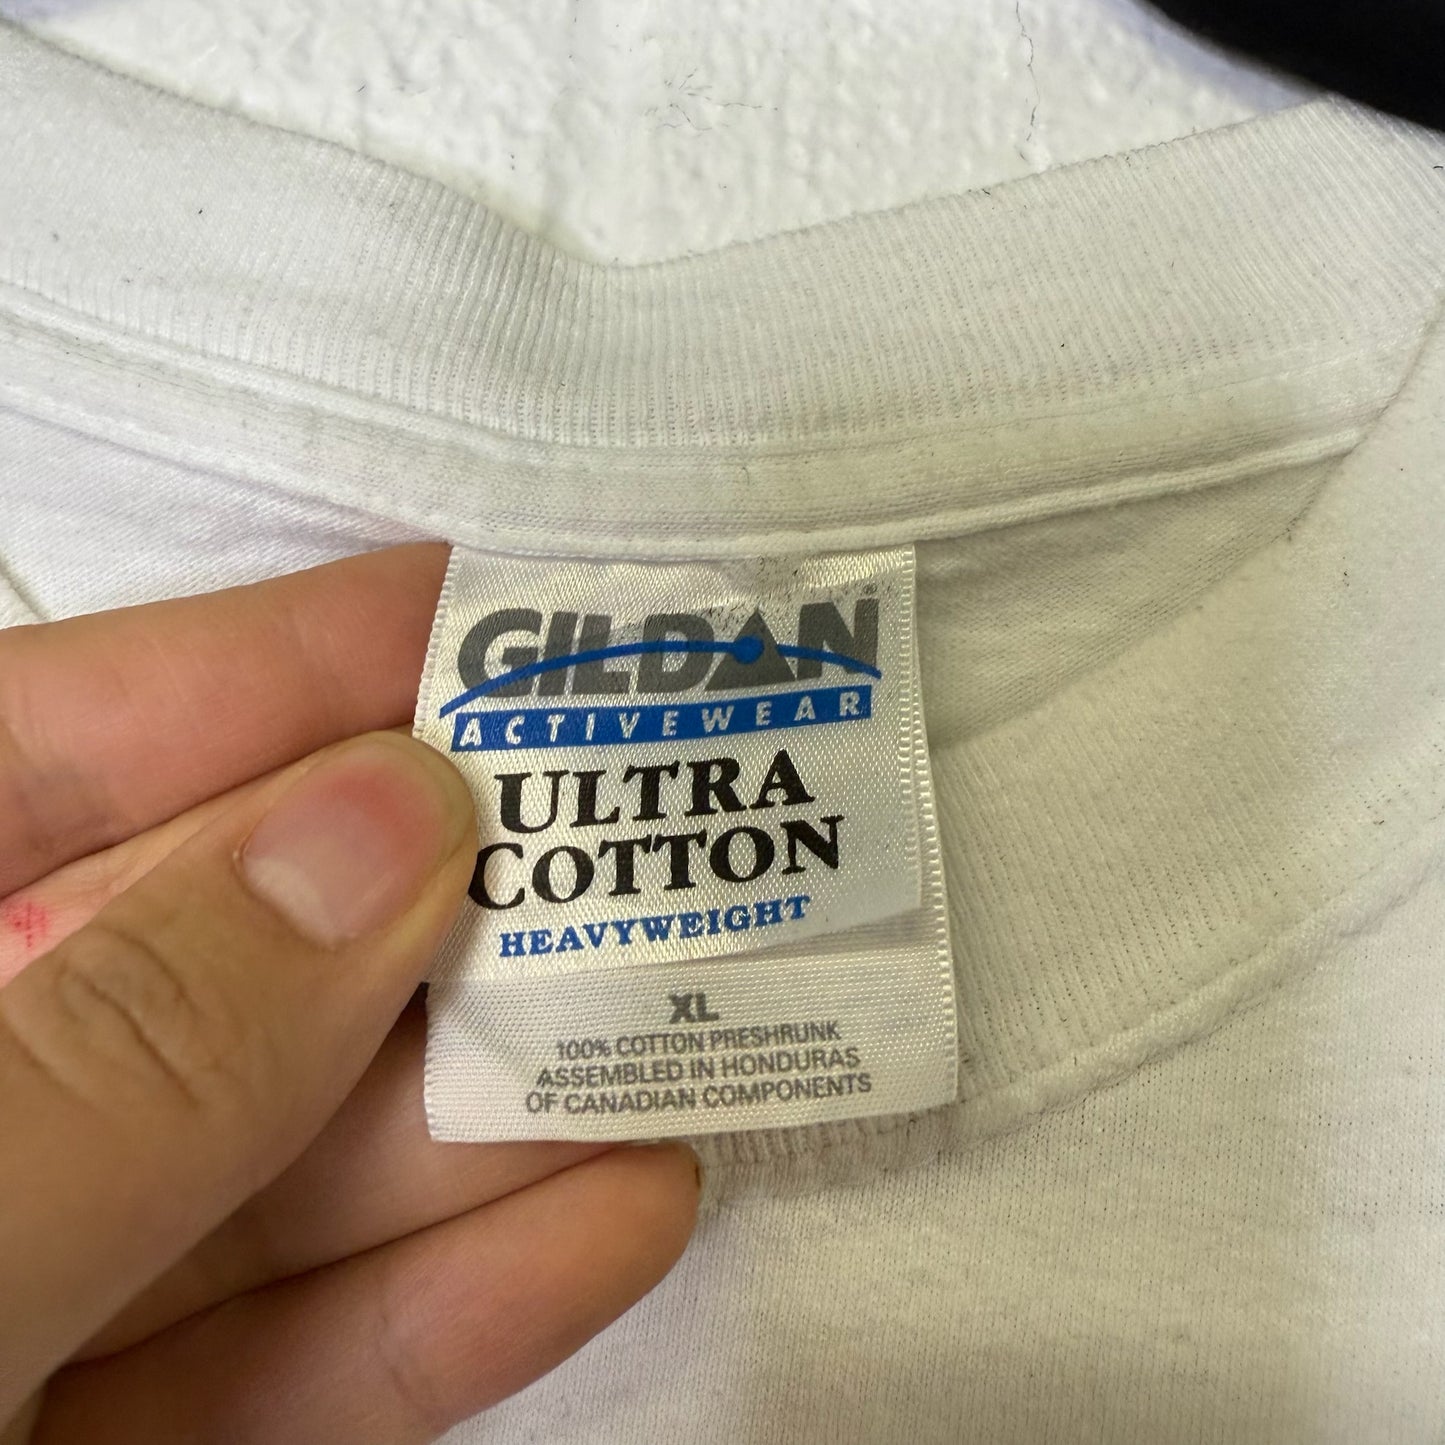 GILDAN®
ACTIVEWEAR
ULTRA
COTTON
HEAVYWEIGHT
XL
100% COTTON PRESHRUNK
ASSEMBLED IN HONDURAS
OF CANADIAN COMPONENTS